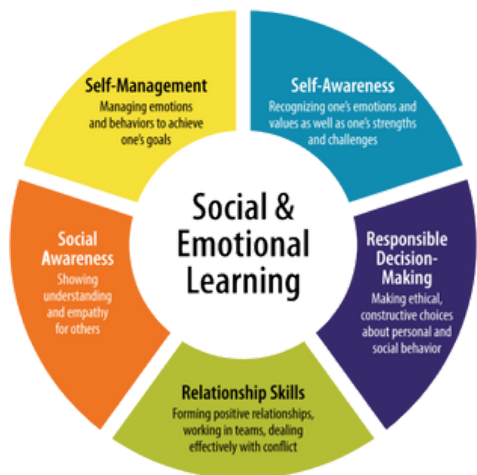 Self-Management
Managing emotions
and behaviors to achieve
one's goals
Self-Awareness
Recognizing one's emotions and
values as well as one's strengths
and challenges
Social &
Emotional
Learning
Social
Awareness
Showing
understanding
and empathy
for others
Responsible
Decision-
Making
Making ethical,
constructive choices
about personal and
social behavior
Relationship Skills
Forming positive relationships,
working in teams, dealing
effectively with conflict